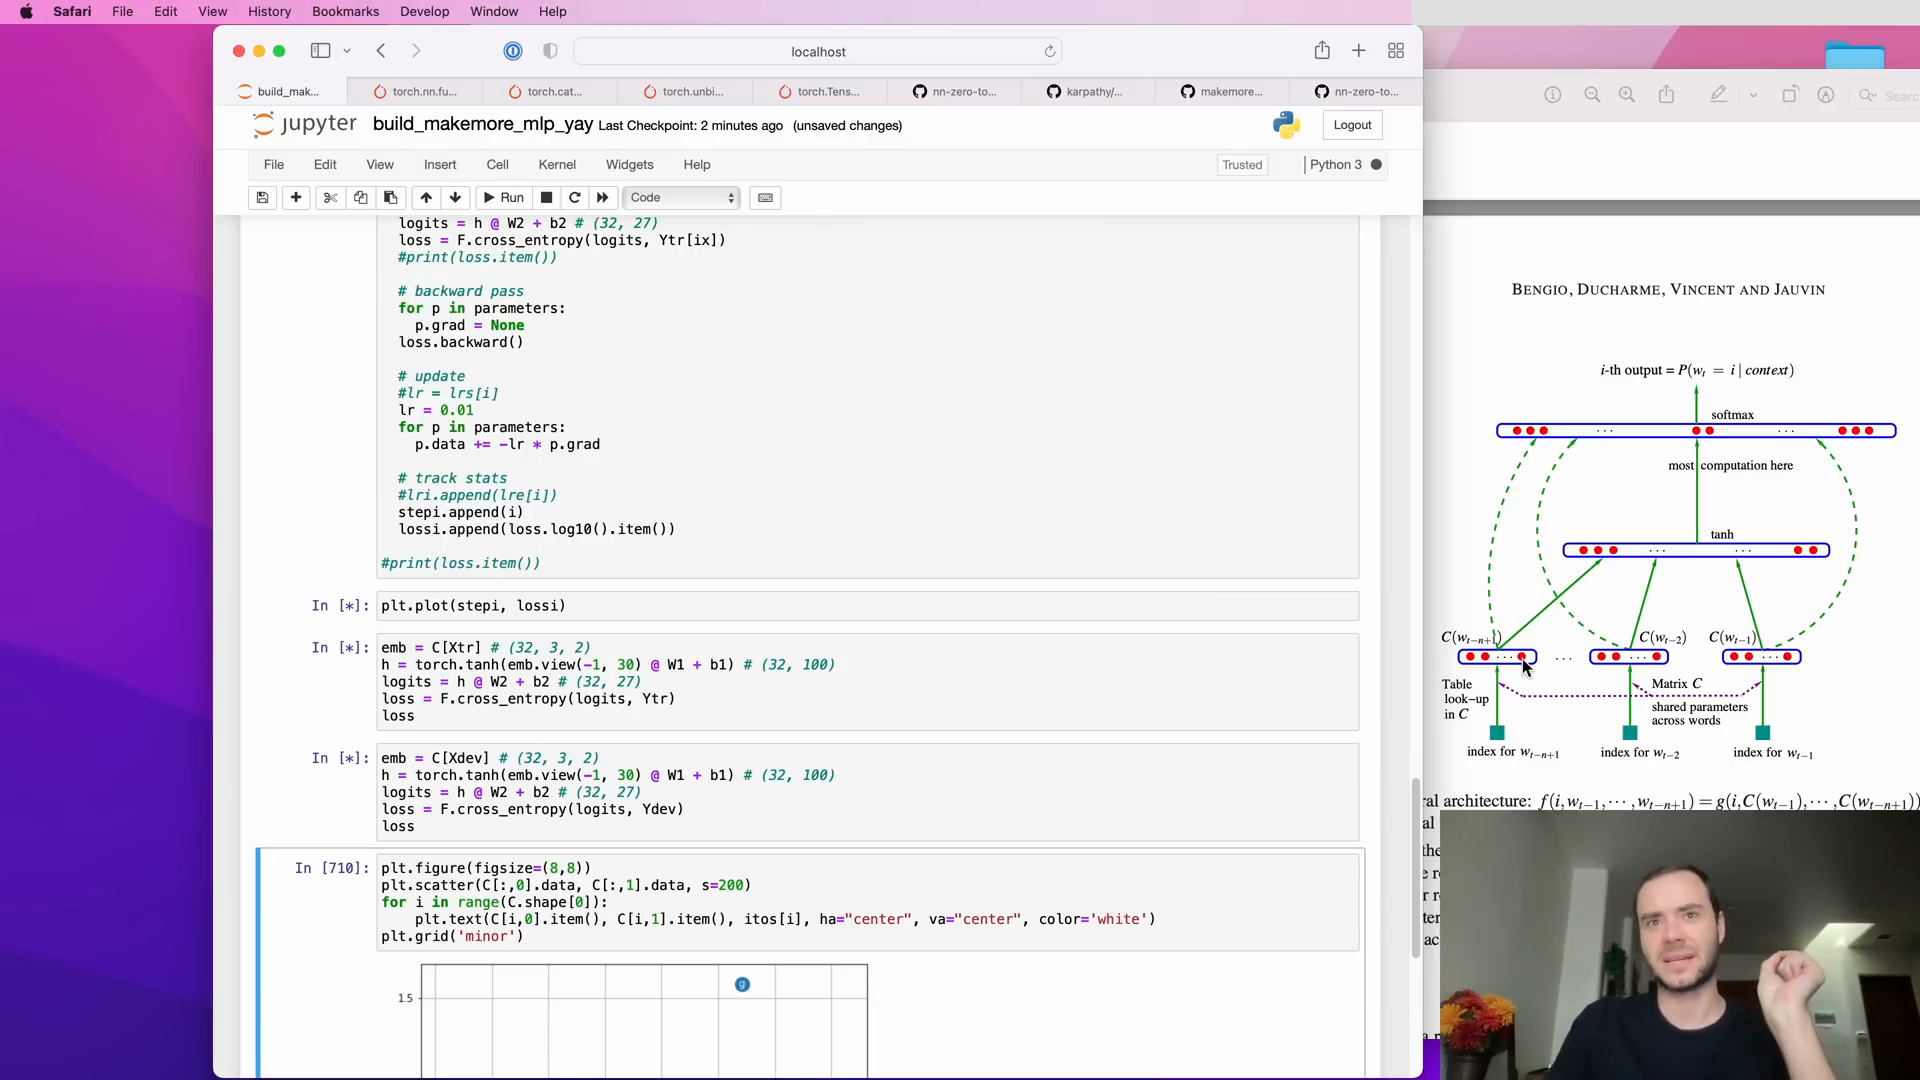 Safari File Edit View History Bookmarks Develop Window Help
localhost
build_mak... torch.nn.fu... torch.cat... torch.unbi... torch.Tens... nn-zero-to... karpathy/... makemore... nn-zero-to...
jupyter build_makemore_mlp_yay Last Checkpoint: 2 minutes ago (unsaved changes) Logout
File Edit View Insert Cell Kernel Widgets Help Trusted Python 3
Run Code
logits = h @ W2 + b2 # (32, 27)
loss = F.cross_entropy(logits, Ytr[ix])
#print(loss.item())
# backward pass
for p in parameters:
p.grad = None
loss.backward()
# update
#lr = lrs[i]
lr = 0.01
for p in parameters:
p.data += -lr * p.grad
# track stats
#lri.append(lre[i])
stepi.append(i)
lossi.append(loss.log10().item())
#print(loss.item())
In [*]: plt.plot(stepi, lossi)
In [*]: emb = C[Xtr] # (32, 3, 2)
h = torch.tanh(emb.view(-1, 30) @ W1 + b1) # (32, 100)
logits = h @ W2 + b2 # (32, 27)
loss = F.cross_entropy(logits, Ytr)
loss
In [*]: emb = C[Xdev] # (32, 3, 2)
h = torch.tanh(emb.view(-1, 30) @ W1 + b1) # (32, 100)
logits = h @ W2 + b2 # (32, 27)
loss = F.cross_entropy(logits, Ydev)
loss
In [710]: plt.figure(figsize=(8,8))
plt.scatter(C[:,0].data, C[:,1].data, s=200)
for i in range(C.shape[0]):
plt.text(C[i,0].item(), C[i,1].item(), itos[i], ha="center", va="center", color='white')
plt.grid('minor')
g
1.5
Search
BENGIO, DUCHARME, VINCENT AND JAUVIN
i-th output = P(w_t = i | context)
softmax
... ...
most computation here
tanh
... ...
C(w_{t-n+1}) C(w_{t-2}) C(w_{t-1})
... ... ... ...
Table Matrix C
look-up shared parameters
in C across words
index for w_{t-n+1} index for w_{t-2} index for w_{t-1}
ral architecture: f(i,w_{t-1},···,w_{t-n+1}) = g(i,C(w_{t-1}),···,C(w_{t-n+1}))